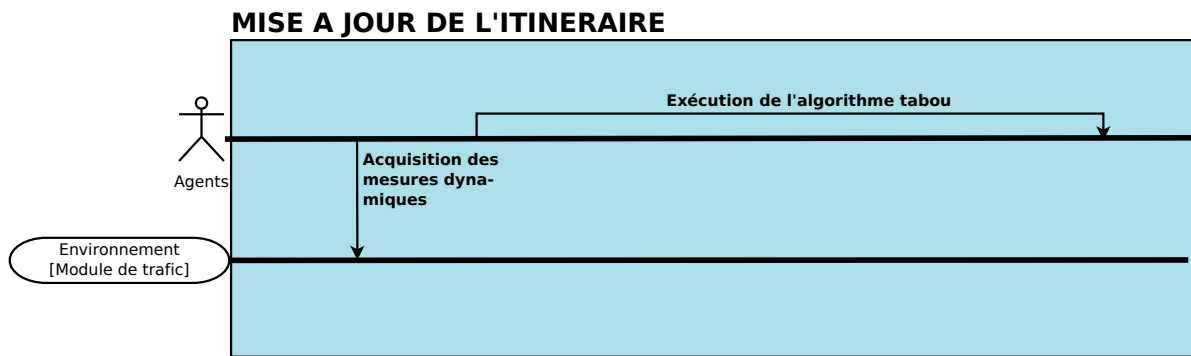 MISE A JOUR DE L'ITINERAIRE
Exécution de l'algorithme tabou
Acquisition des
mesures dyna-
miques
Agents
Environnement
[Module de trafic]